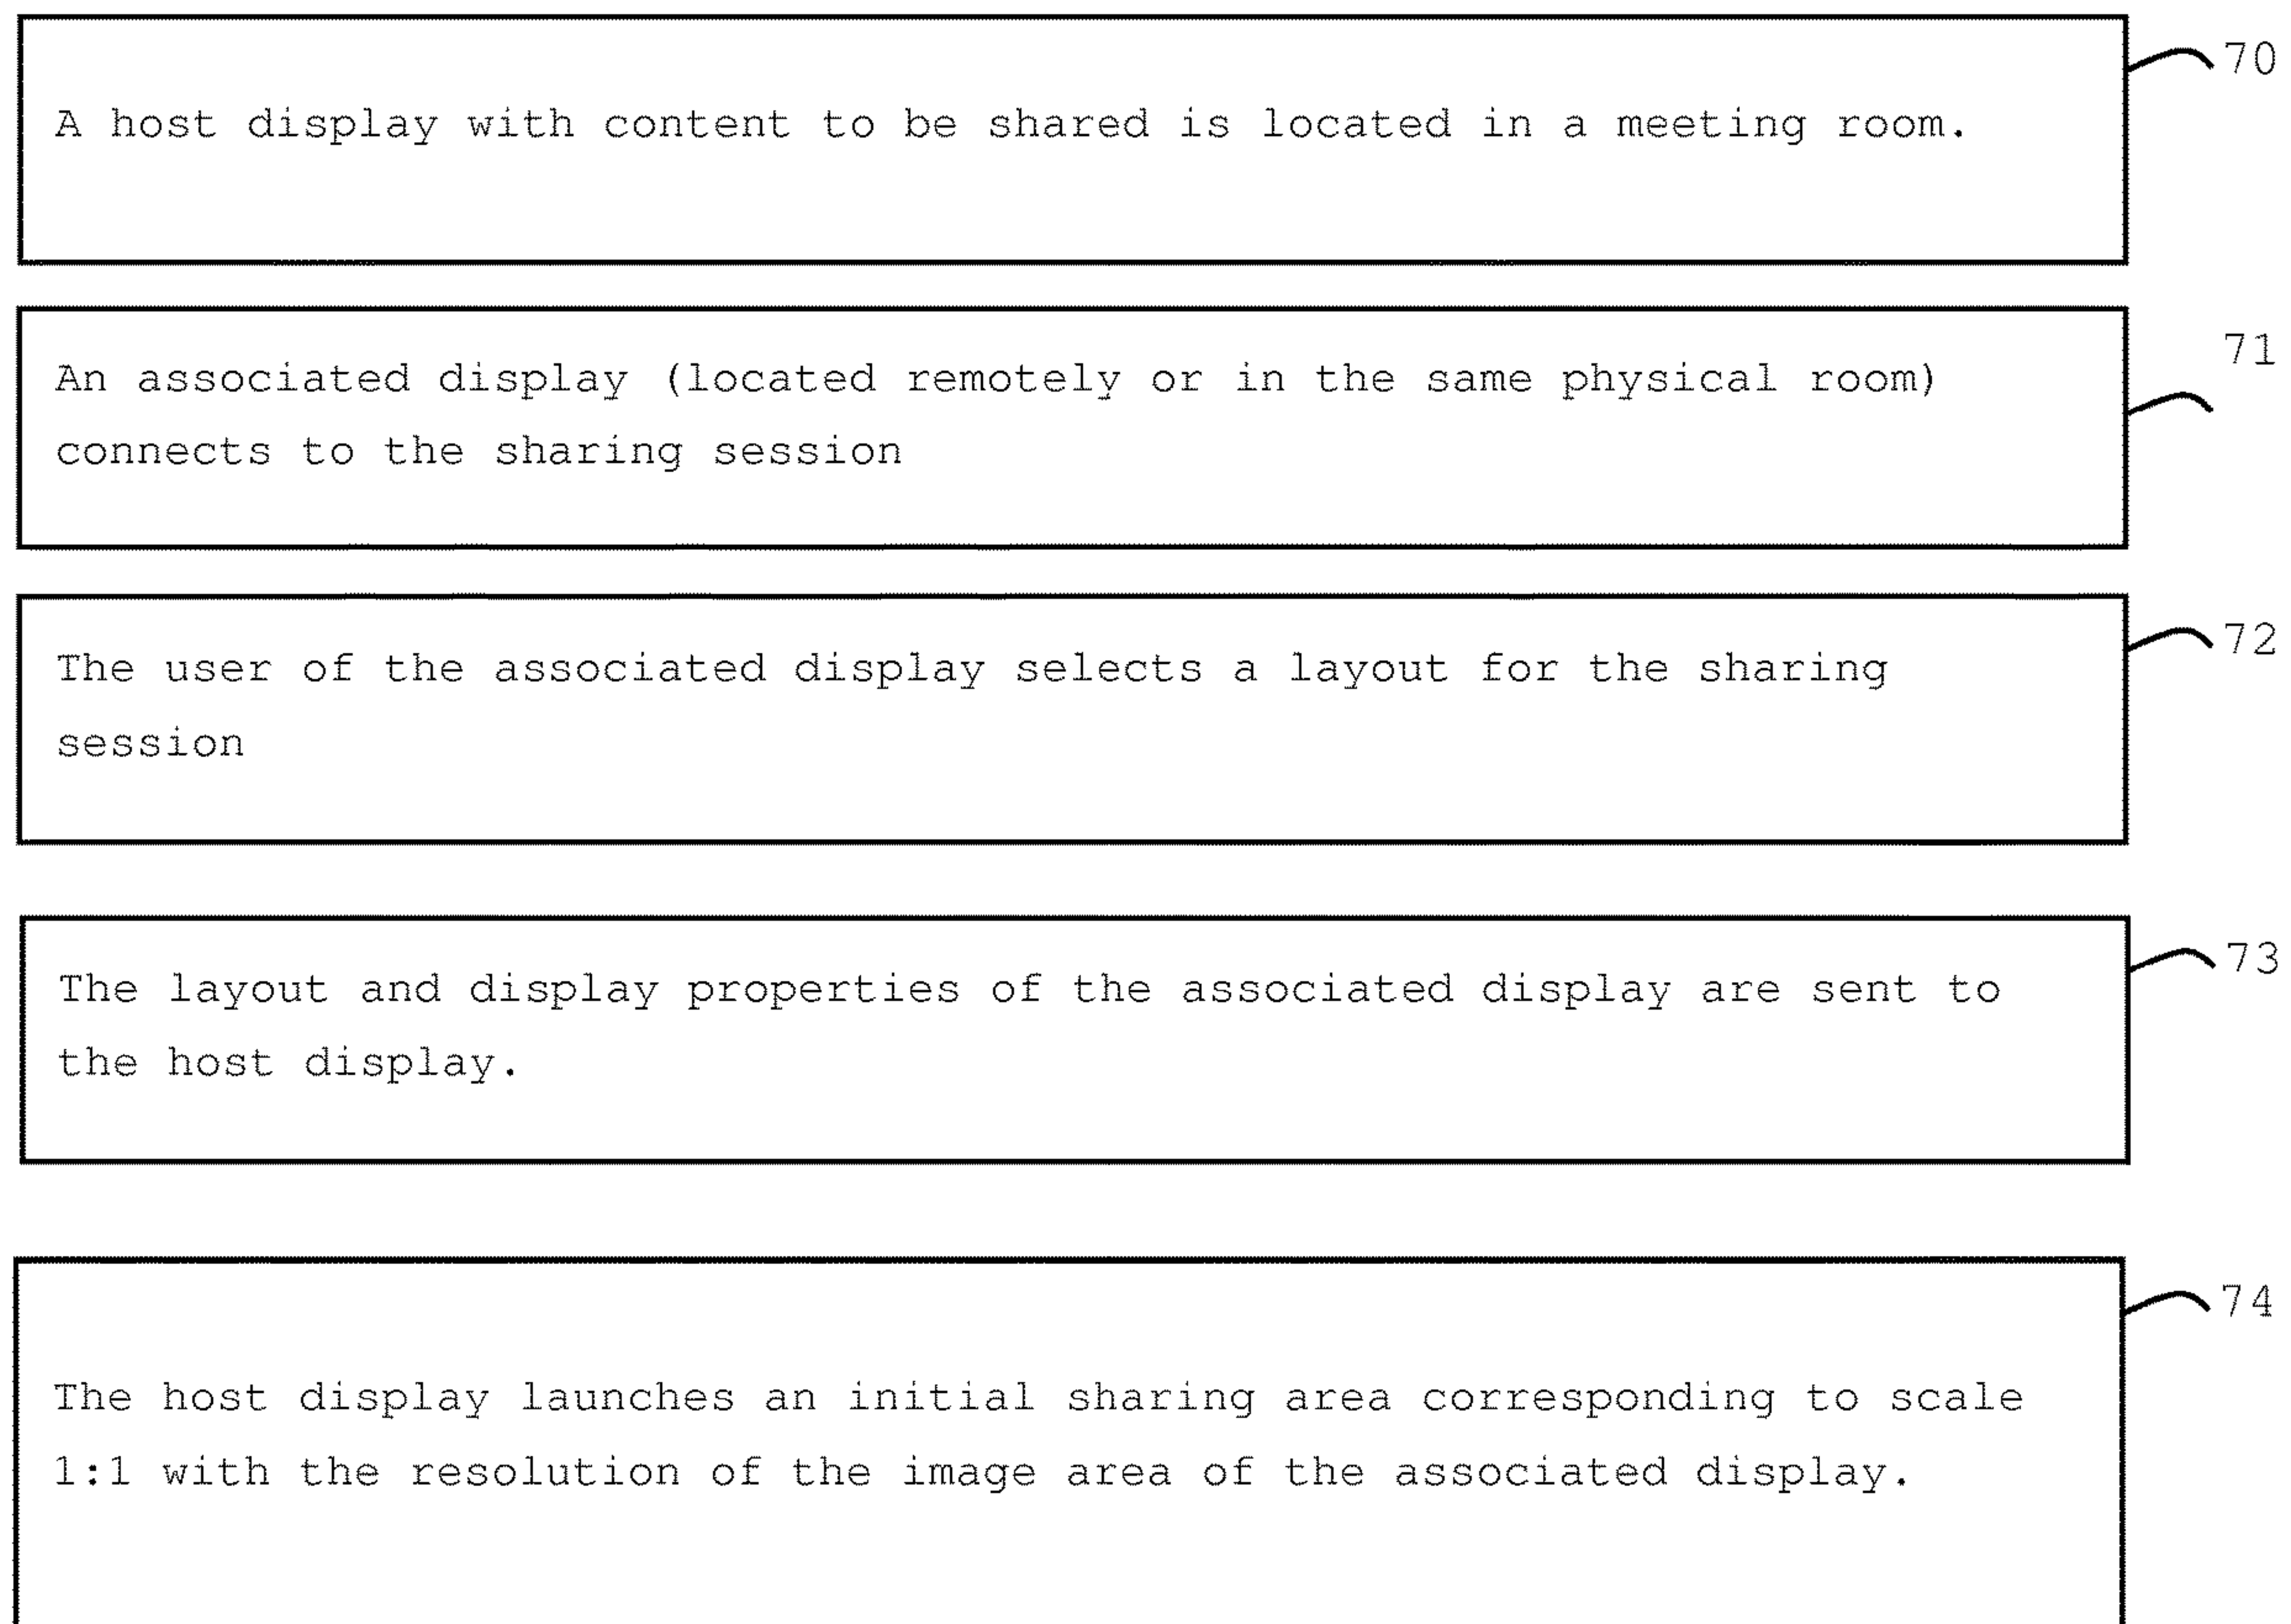 70
A host display with content to be shared is located in a meeting room.
71
An associated display (located remotely or in the same physical room)
connects to the sharing session
72
The user of the associated display selects a layout for the sharing
session
73
The layout and display properties of the associated display are sent to
the host display.
74
The host display launches an initial sharing area corresponding to scale
1:1 with the resolution of the image area of the associated display.